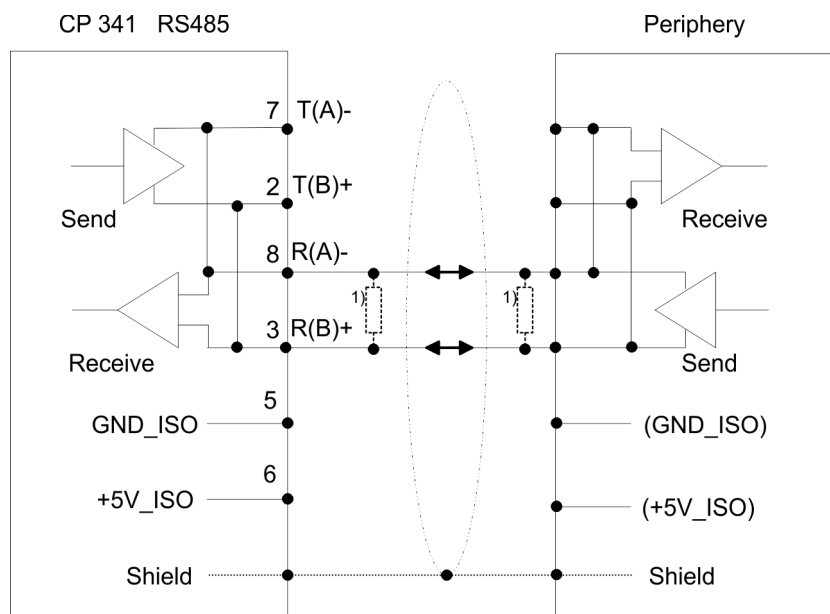 CP 341 RS485
Periphery
7 T(A)-
2 T(B)+
Send
Receive
8 R(A)-
1)
1)
3 R(B)+
Receive
Send
5
GND_ISO
(GND_ISO)
6
+5V_ISO
(+5V_ISO)
Shield
Shield